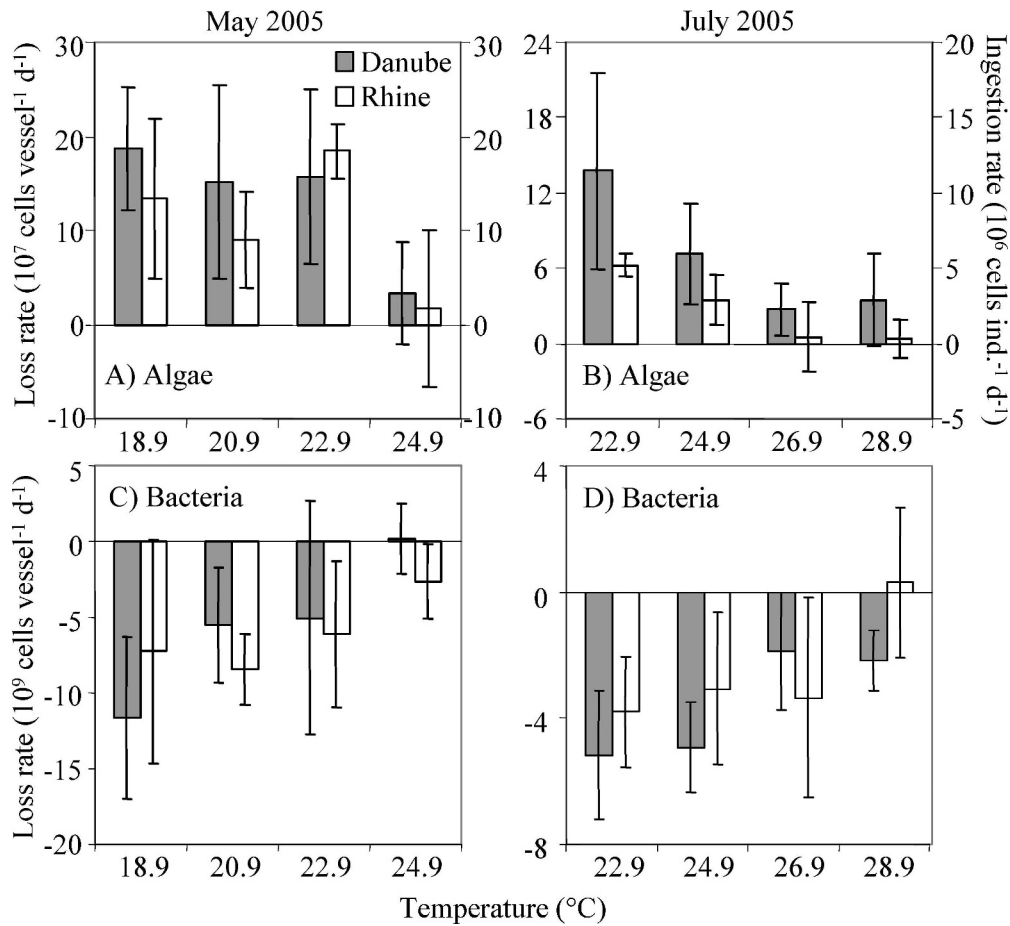 May 2005
July 2005
Loss rate (10⁷ cells vessel⁻¹ d⁻¹)
30
20
10
0
-10
Danube
Rhine
A) Algae
30
20
10
0
-10
18.9 20.9 22.9 24.9
24
18
12
6
0
-6
B) Algae
20
15
10
5
0
-5
Ingestion rate (10⁶ cells ind.⁻¹ d⁻¹)
22.9 24.9 26.9 28.9
Loss rate (10⁹ cells vessel⁻¹ d⁻¹)
5
0
-5
-10
-15
-20
C) Bacteria
18.9 20.9 22.9 24.9
4
0
-4
-8
D) Bacteria
22.9 24.9 26.9 28.9
Temperature (°C)